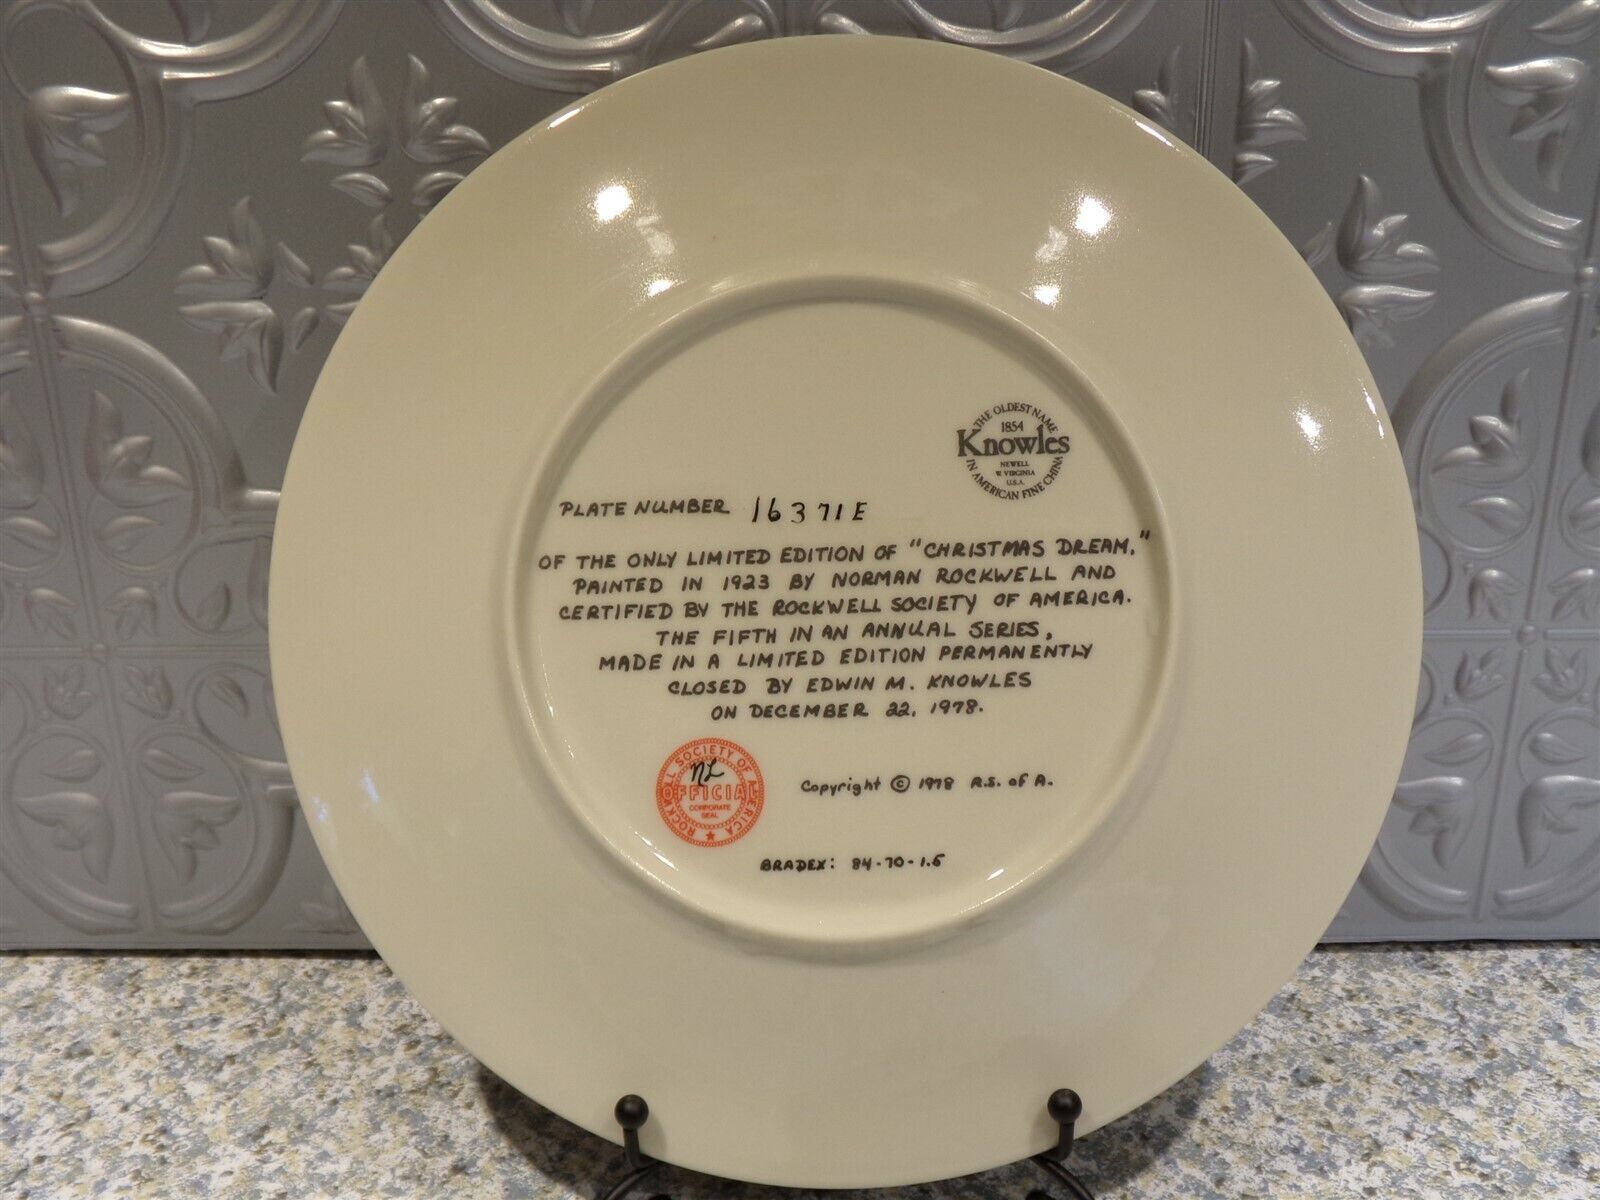 THE OLDEST NAME
1854
Knowles
NEWELL
W. VIRGINIA
U.S.A.
IN AMERICAN FINE CHINA
PLATE NUMBER 16371E
OF THE ONLY LIMITED EDITION OF "CHRISTMAS DREAM,"
PAINTED IN 1923 BY NORMAN ROCKWELL AND
CERTIFIED BY THE ROCKWELL SOCIETY OF AMERICA.
THE FIFTH IN AN ANNUAL SERIES,
MADE IN A LIMITED EDITION PERMANENTLY
CLOSED BY EDWIN M. KNOWLES
ON DECEMBER 22, 1978.
ROCKWELL SOCIETY OF AMERICA
NL
OFFICIAL
CORPORATE
SEAL
Copyright © 1978 R.S. of A.
BRADEX: 84-70-1.5